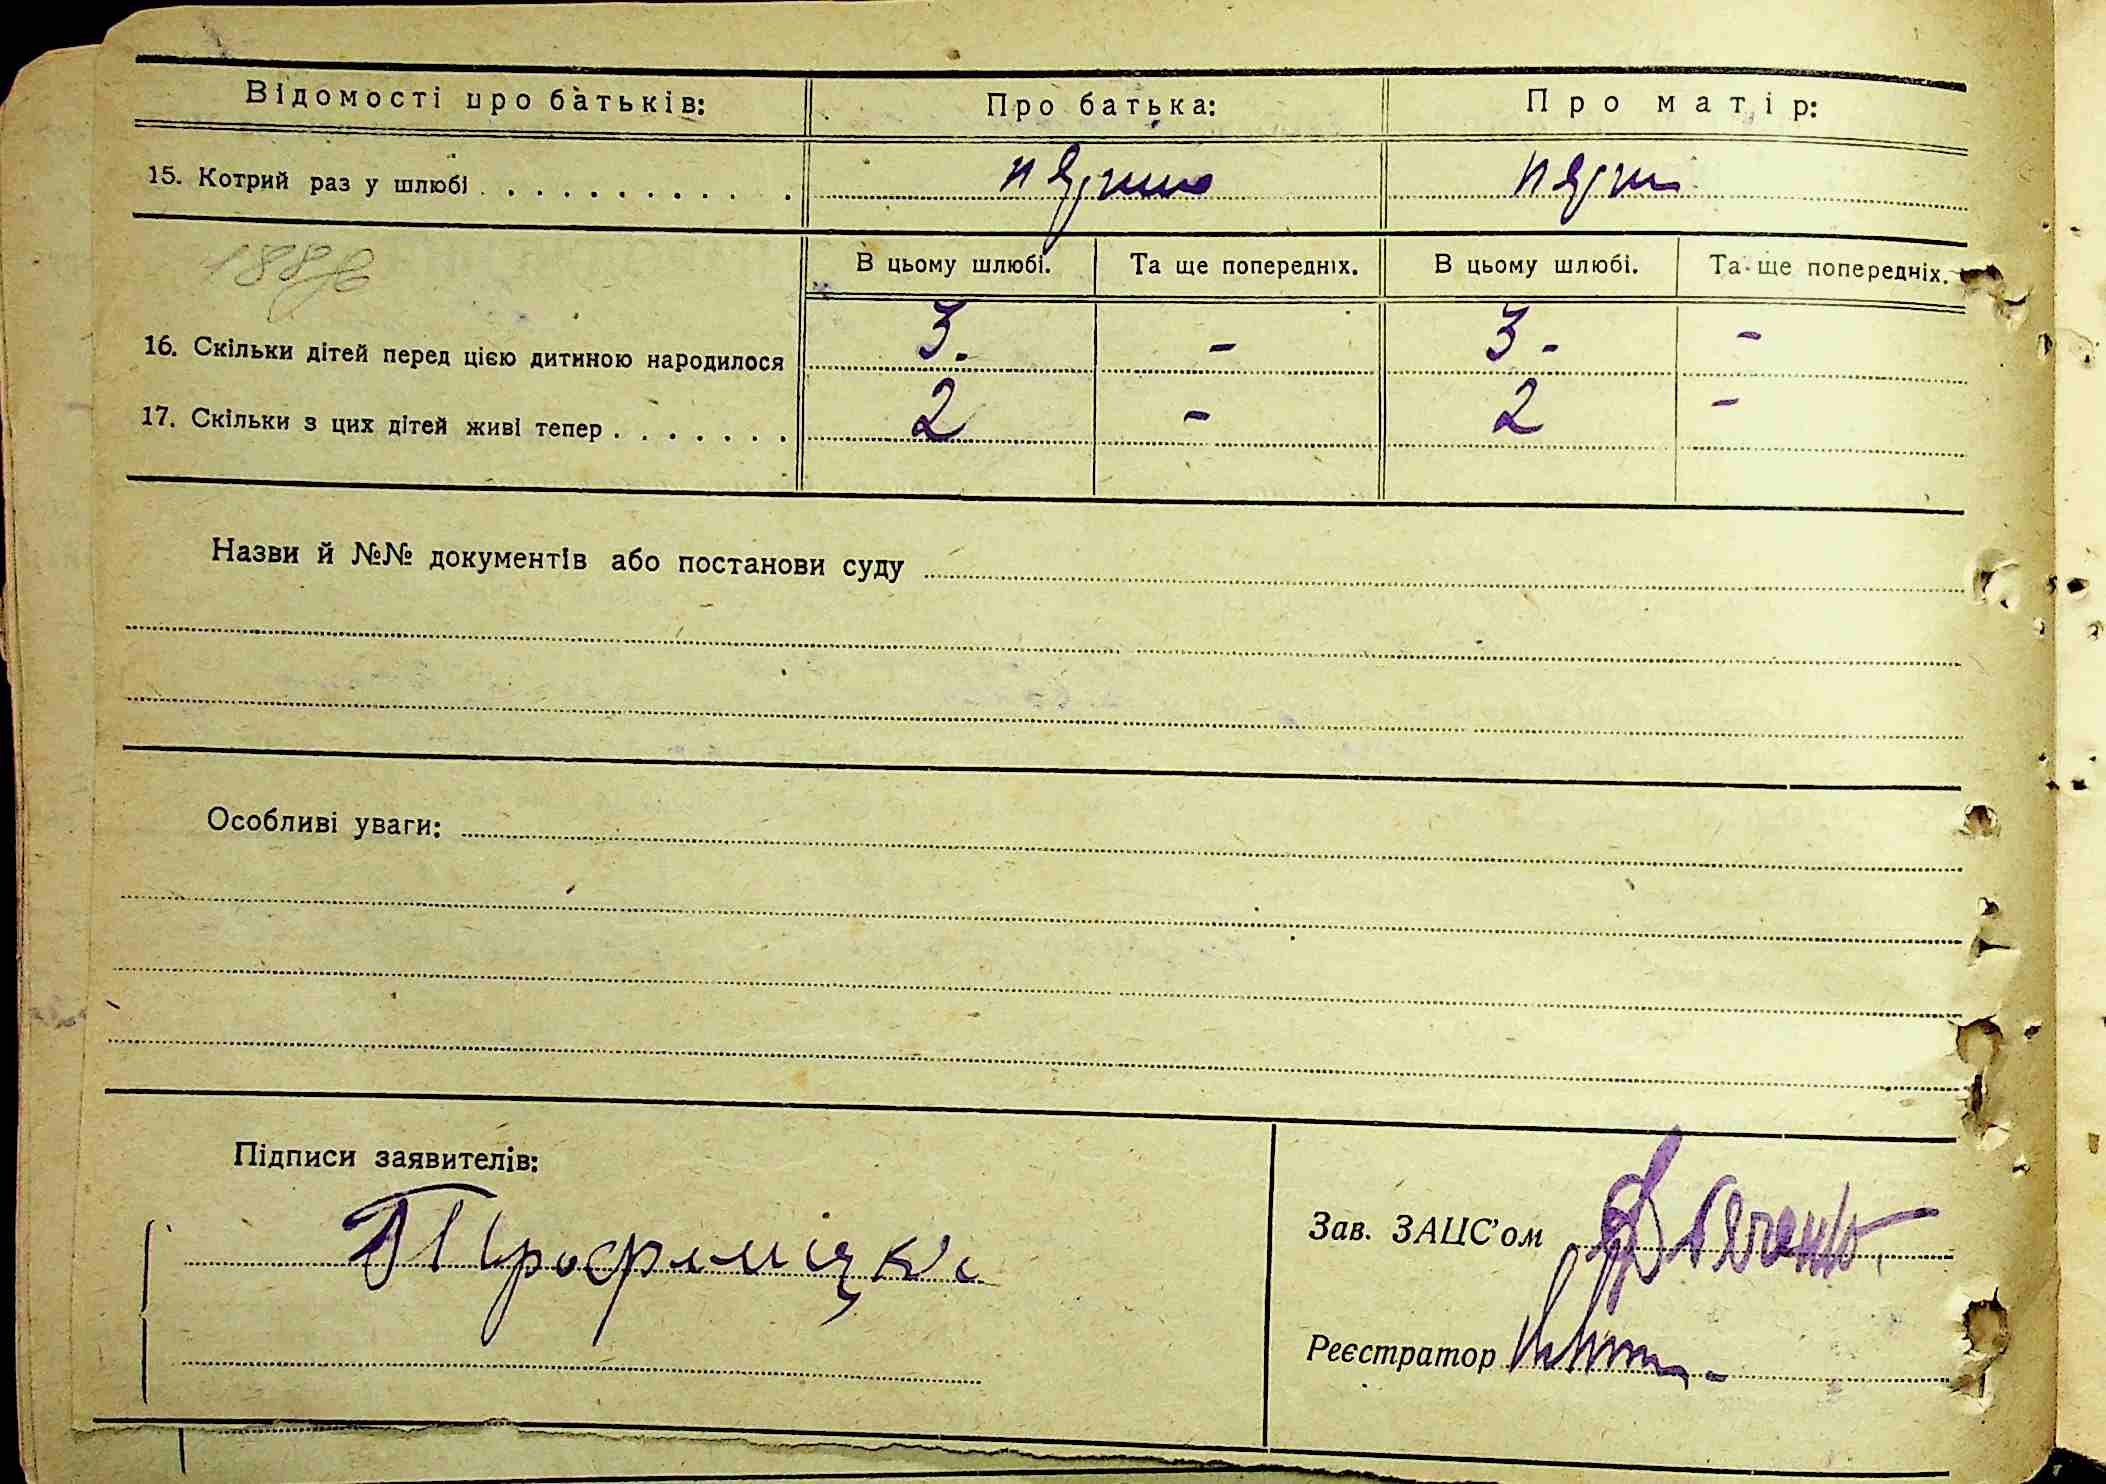 Відомості про батьків: Про батька: Про матір:
15. Котрий раз у шлюбі . . . . . . . . . . . .
В цьому шлюбі. Та ще попередніх. В цьому шлюбі. Та ще попередніх.
16. Скільки дітей перед цією дитиною народилося 3. - 3 - -
17. Скільки з цих дітей живі тепер . . . . . . . 2 - 2 -
Назви й №№ документів або постанови суду
Особливі уваги:
Підписи заявителів:
Зав. ЗАЦС'ом
Реєстратор